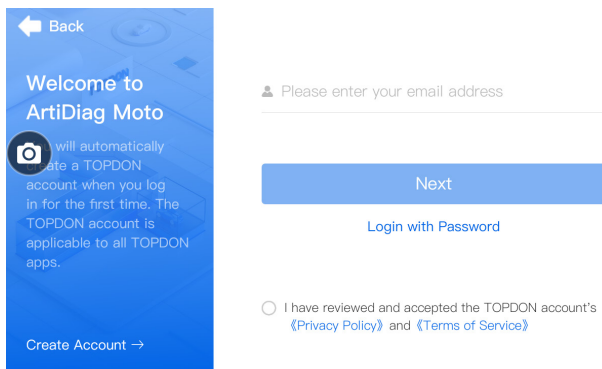 Back
Welcome to
ArtiDiag Moto
will automatically
a TOPDON
account when you log
in for the first time. The
TOPDON account is
applicable to all TOPDON
apps.
Create Account →
Please enter your email address
Next
Login with Password
I have reviewed and accepted the TOPDON account's
《Privacy Policy》 and 《Terms of Service》